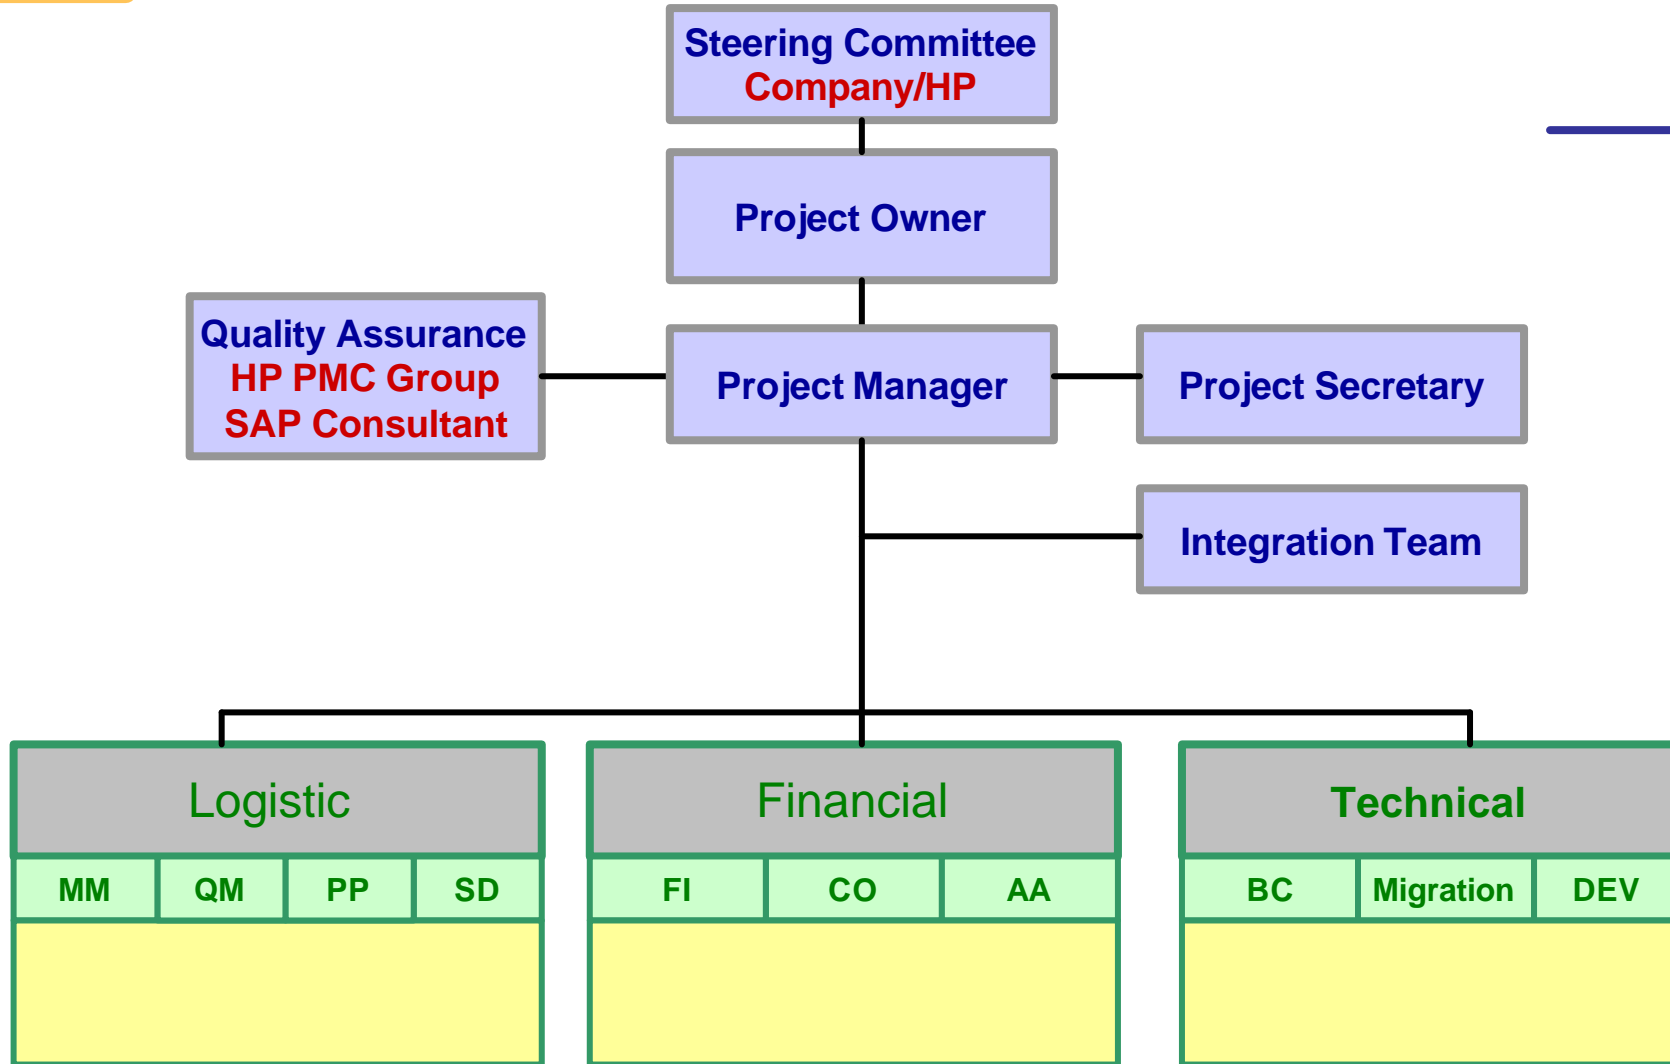 Steering Committee
Company/HP
Project Owner
Quality Assurance
HP PMC Group
SAP Consultant
Project Manager
Project Secretary
Integration Team
Logistic
Financial
Technical
MM QM PP SD
FI CO AA
BC Migration DEV